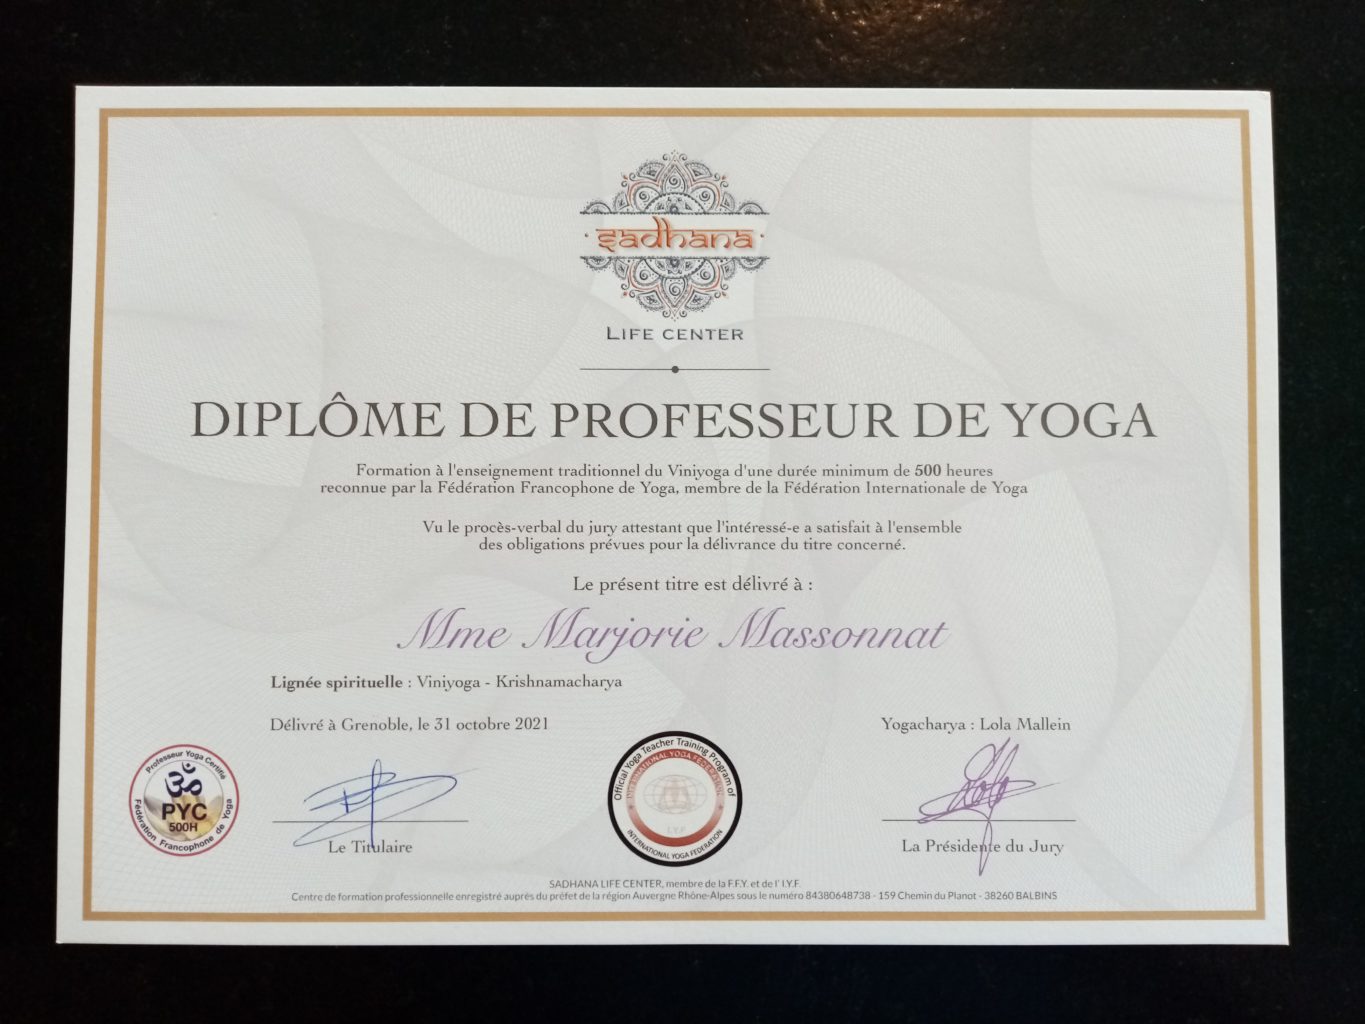 sadhana
LIFE CENTER
DIPLÔME DE PROFESSEUR DE YOGA
Formation à l'enseignement traditionnel du Viniyoga d'une durée minimum de 500 heures
reconnue par la Fédération Francophone de Yoga, membre de la Fédération Internationale de Yoga
Vu le procès-verbal du jury attestant que l'intéressé-e a satisfait à l'ensemble
des obligations prévues pour la délivrance du titre concerné.
Le présent titre est délivré à :
Mme Marjorie Massonnat
Lignée spirituelle : Viniyoga - Krishnamacharya
Délivré à Grenoble, le 31 octobre 2021
Yogacharya : Lola Mallein
Professeur Yoga Certifié
ॐ
PYC
500H
Fédération Francophone de Yoga
Le Titulaire
Official Yoga Teacher Training Program of
INTERNATIONAL YOGA FEDERATION
INTERNATIONAL YOGA FEDERATION
I.Y.F
Lola
La Présidente du Jury
SADHANA LIFE CENTER, membre de la F.F.Y. et de l' I.Y.F.
Centre de formation professionnelle enregistré auprès du préfet de la région Auvergne Rhône-Alpes sous le numéro 84380648738 - 159 Chemin du Planot - 38260 BALBINS